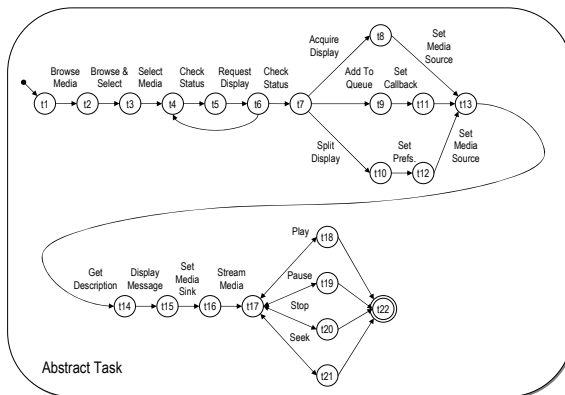 Acquire
Display
t8
Set
Media
Source
Browse
Media
Browse &
Select
Select
Media
Check
Status
Request
Display
Check
Status
Add To
Queue
Set
Callback
t1
t2
t3
t4
t5
t6
t7
t9
t11
t13
Split
Display
Set
Prefs.
Set
Media
Source
t10
t12
Play
t18
Get
Description
Display
Message
Set
Media
Sink
Stream
Media
Pause
t19
t14
t15
t16
t17
t22
Stop
t20
Seek
t21
Abstract Task